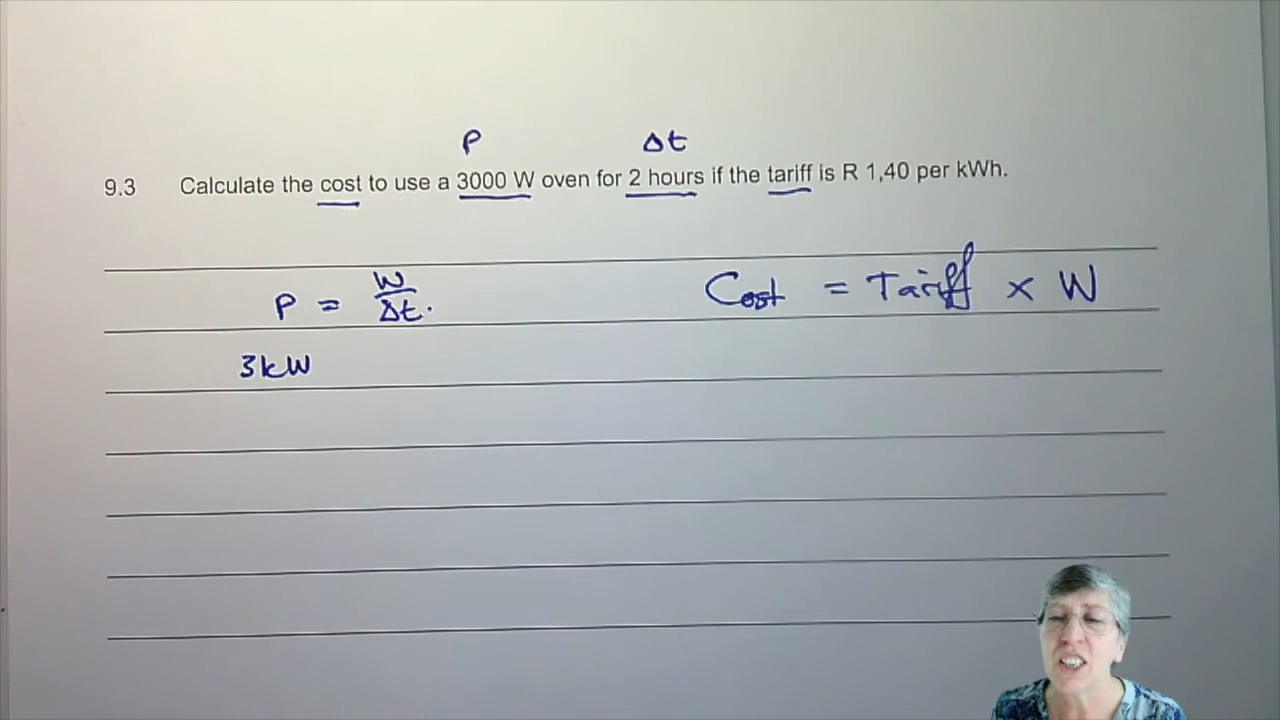 P Δt
9.3 Calculate the cost to use a 3000 W oven for 2 hours if the tariff is R 1,40 per kWh.
P = W/Δt. Cost = Tariff × W
3kW